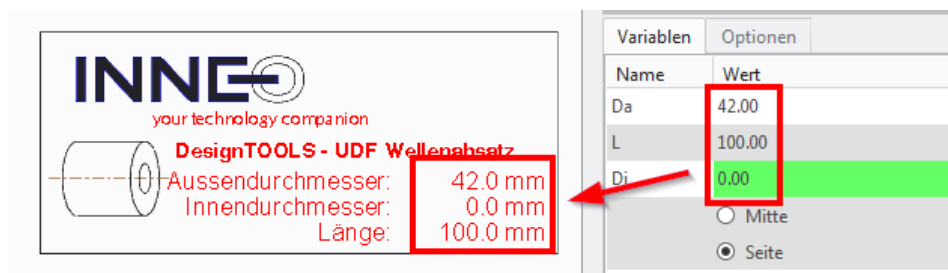 INNEO
your technology companion
DesignTOOLS - UDF Wellenabsatz
Aussendurchmesser: 42.0 mm
Innendurchmesser: 0.0 mm
Länge: 100.0 mm
Variablen Optionen
Name Wert
Da 42.00
L 100.00
Di 0.00
Mitte
Seite